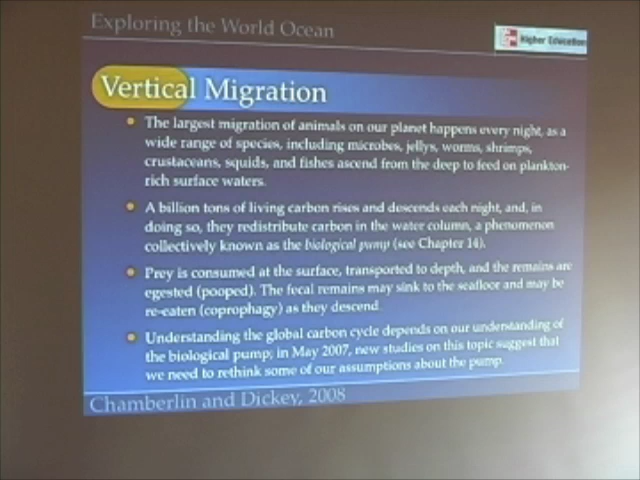 Exploring the World Ocean
Higher Education
Vertical Migration
The largest migration of animals on our planet happens every night, as a
wide range of species, including microbes, jellys, worms, shrimps,
crustaceans, squids, and fishes ascend from the deep to feed on plankton-
rich surface waters.
A billion tons of living carbon rises and descends each night, and, in
doing so, they redistribute carbon in the water column, a phenomenon
collectively known as the biological pump (see Chapter 14).
Prey is consumed at the surface, transported to depth, and the remains are
egested (pooped). The fecal remains may sink to the seafloor and may be
re-eaten (coprophagy) as they descend.
Understanding the global carbon cycle depends on our understanding of
the biological pump; in May 2007, new studies on this topic suggest that
we need to rethink some of our assumptions about the pump.
Chamberlin and Dickey, 2008